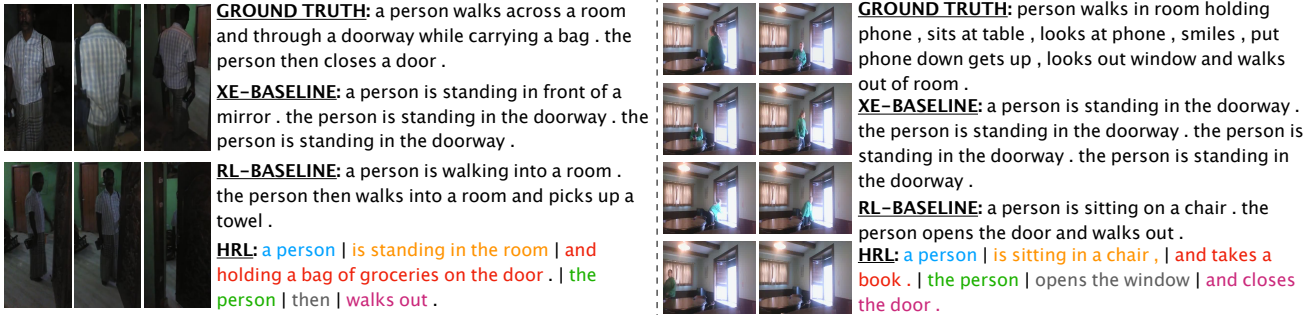 GROUND TRUTH: a person walks across a room
and through a doorway while carrying a bag . the
person then closes a door .
XE-BASELINE: a person is standing in front of a
mirror . the person is standing in the doorway . the
person is standing in the doorway .
RL-BASELINE: a person is walking into a room .
the person then walks into a room and picks up a
towel .
HRL: a person | is standing in the room | and
holding a bag of groceries on the door . | the
person | then | walks out .
GROUND TRUTH: person walks in room holding
phone , sits at table , looks at phone , smiles , put
phone down gets up , looks out window and walks
out of room .
XE-BASELINE: a person is standing in the doorway .
the person is standing in the doorway . the person is
standing in the doorway . the person is standing in
the doorway .
RL-BASELINE: a person is sitting on a chair . the
person opens the door and walks out .
HRL: a person | is sitting in a chair , | and takes a
book . | the person | opens the window | and closes
the door .